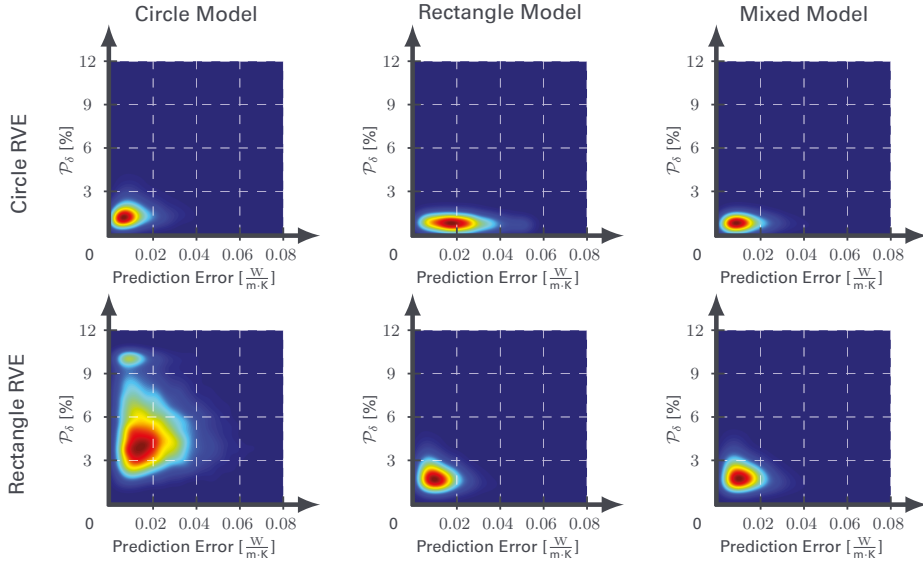 Circle Model Rectangle Model Mixed Model
Circle RVE
𝒫δ [%] 𝒫δ [%] 𝒫δ [%]
12 12 12
9 9 9
6 6 6
3 3 3
0 0.02 0.04 0.06 0.08 0 0.02 0.04 0.06 0.08 0 0.02 0.04 0.06 0.08
Prediction Error [W/m·K] Prediction Error [W/m·K] Prediction Error [W/m·K]
Rectangle RVE
𝒫δ [%] 𝒫δ [%] 𝒫δ [%]
12 12 12
9 9 9
6 6 6
3 3 3
0 0.02 0.04 0.06 0.08 0 0.02 0.04 0.06 0.08 0 0.02 0.04 0.06 0.08
Prediction Error [W/m·K] Prediction Error [W/m·K] Prediction Error [W/m·K]